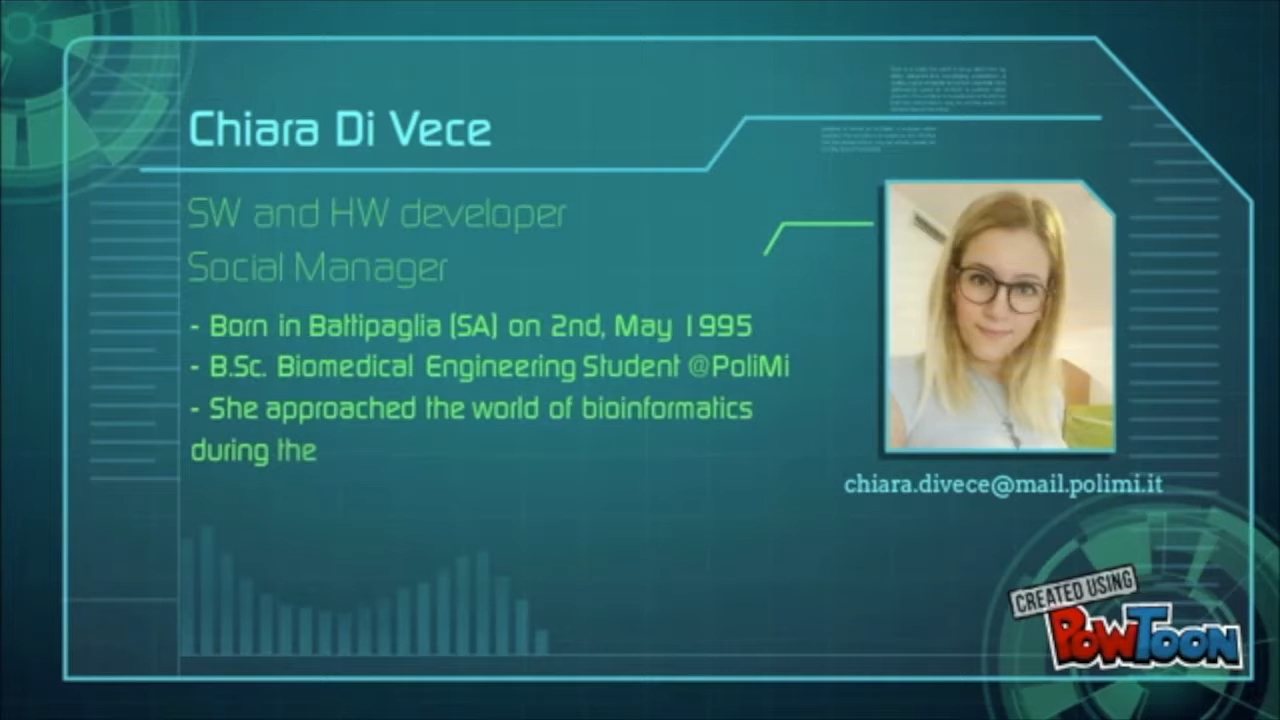 Chiara Di Vece
SW and HW developer
Social Manager
- Born in Battipaglia (SA) on 2nd, May 1995
- B.Sc. Biomedical Engineering Student @PoliMi
- She approached the world of bioinformatics
during the
chiara.divece@mail.polimi.it
CREATED USING
POWTOON